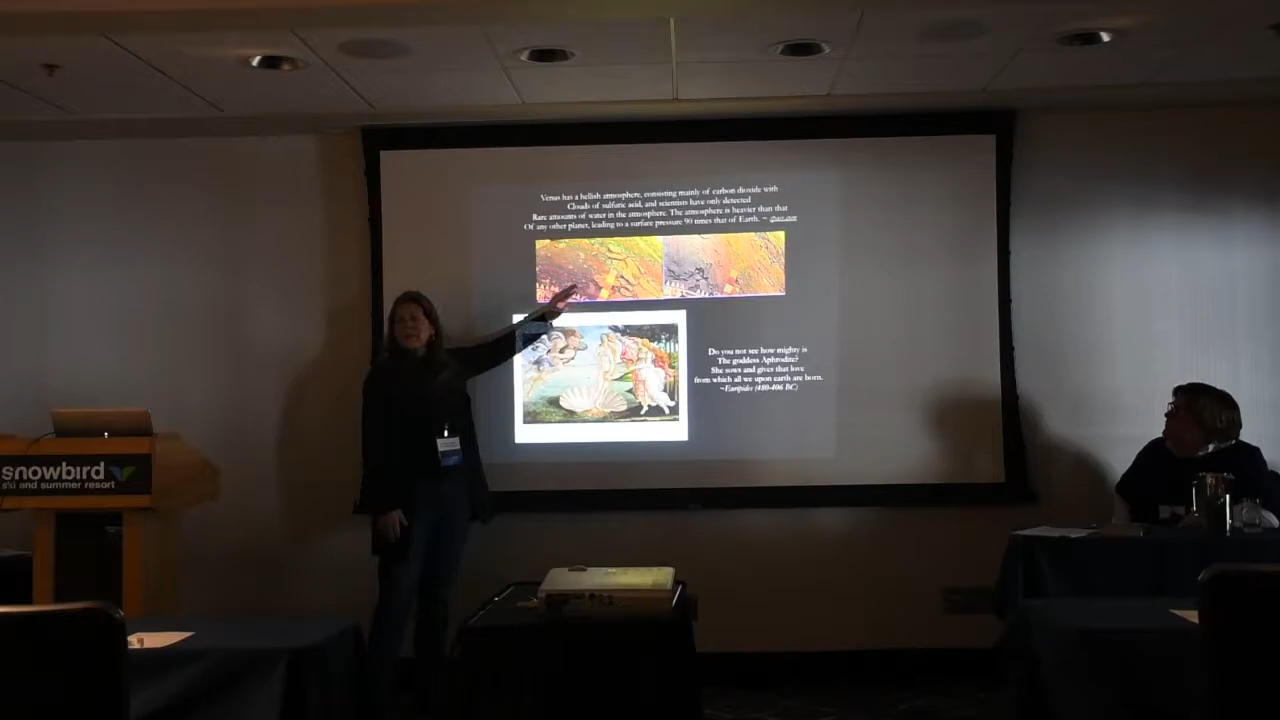 Venus has a hellish atmosphere, consisting mainly of carbon dioxide with
Clouds of sulfuric acid, and scientists have only detected
Rare amounts of water in the atmosphere. The atmosphere is heavier than that
Of any other planet, leading to a surface pressure 90 times that of Earth. ~ space.com
Do you not see how mighty is
The goddess Aphrodite?
She sows and gives that love
from which all we upon earth are born.
~Euripides (480-406 BC)
snowbird
ski and summer resort